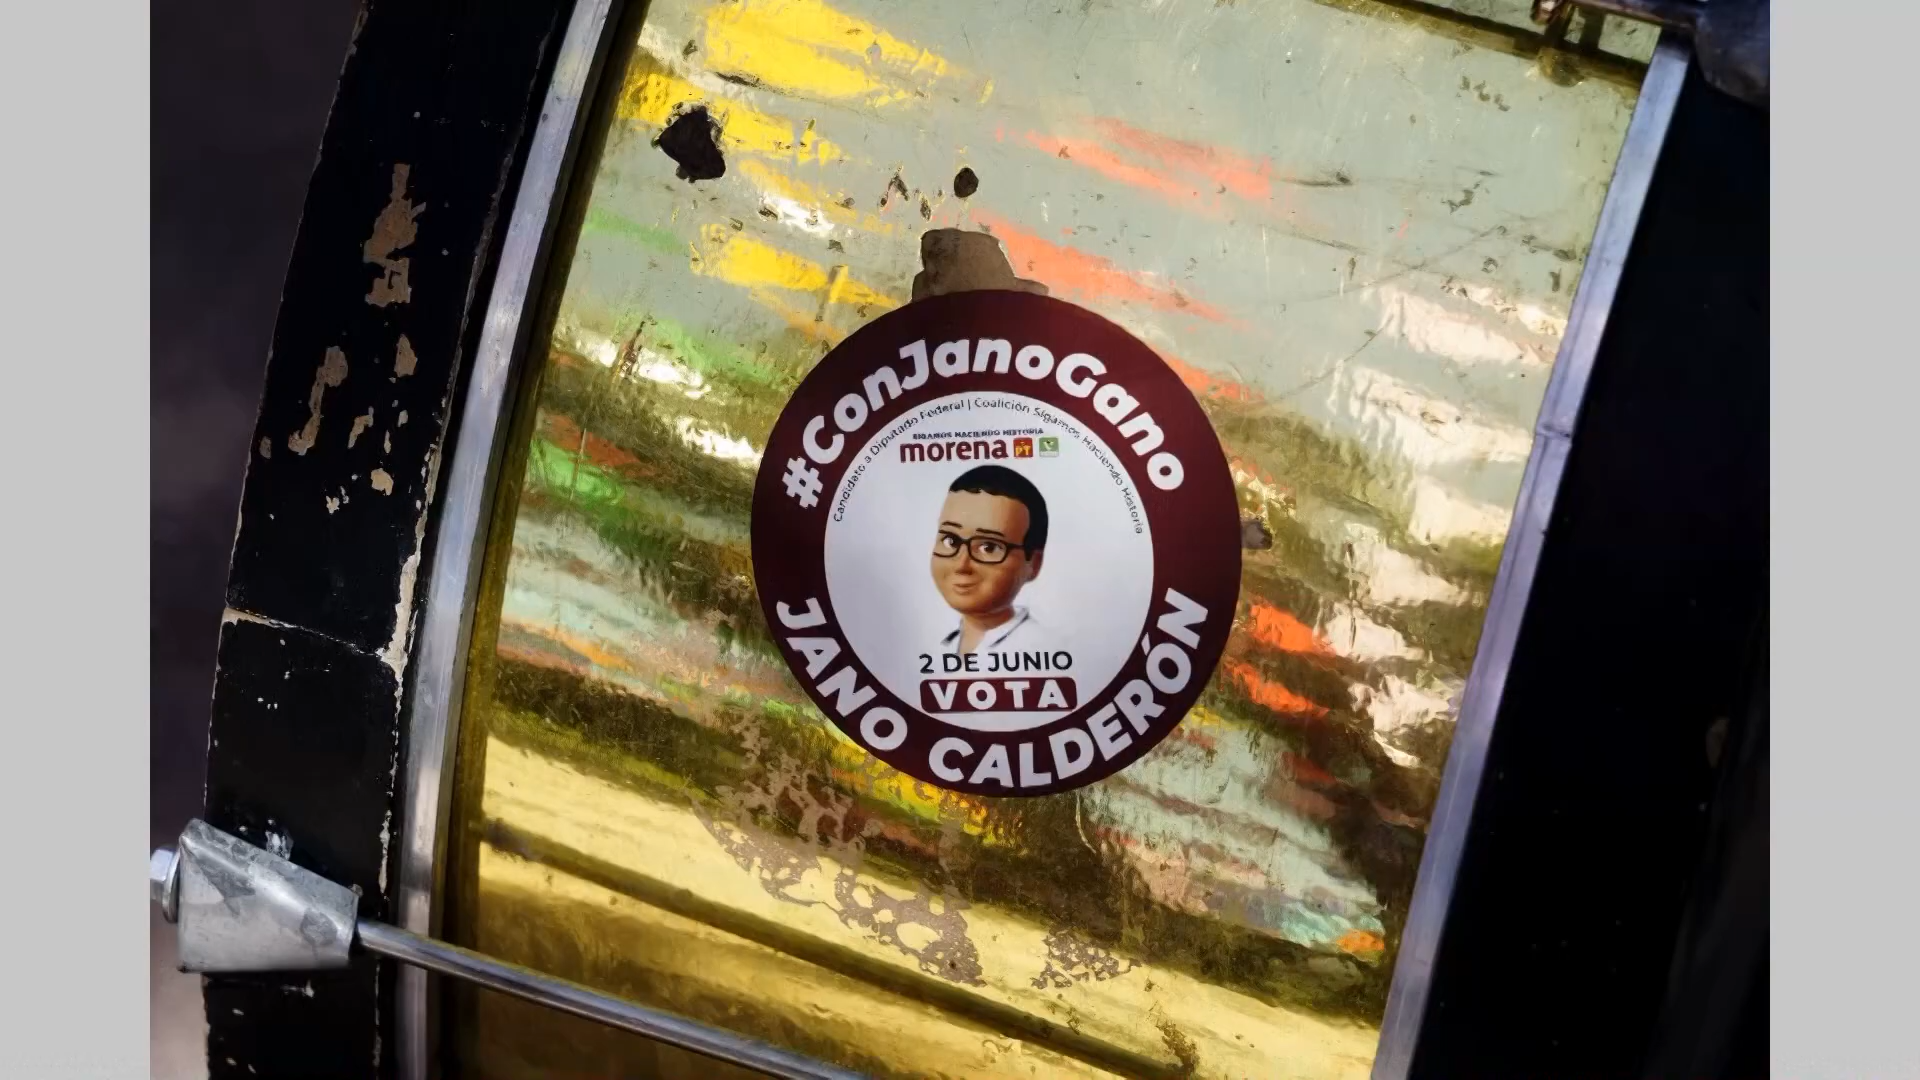 #ConJanoGano
Candidato a Diputado Federal | Coalición Sigamos Haciendo Historia
SIGAMOS HACIENDO HISTORIA
morena PT
2 DE JUNIO
VOTA
JANO CALDERÓN